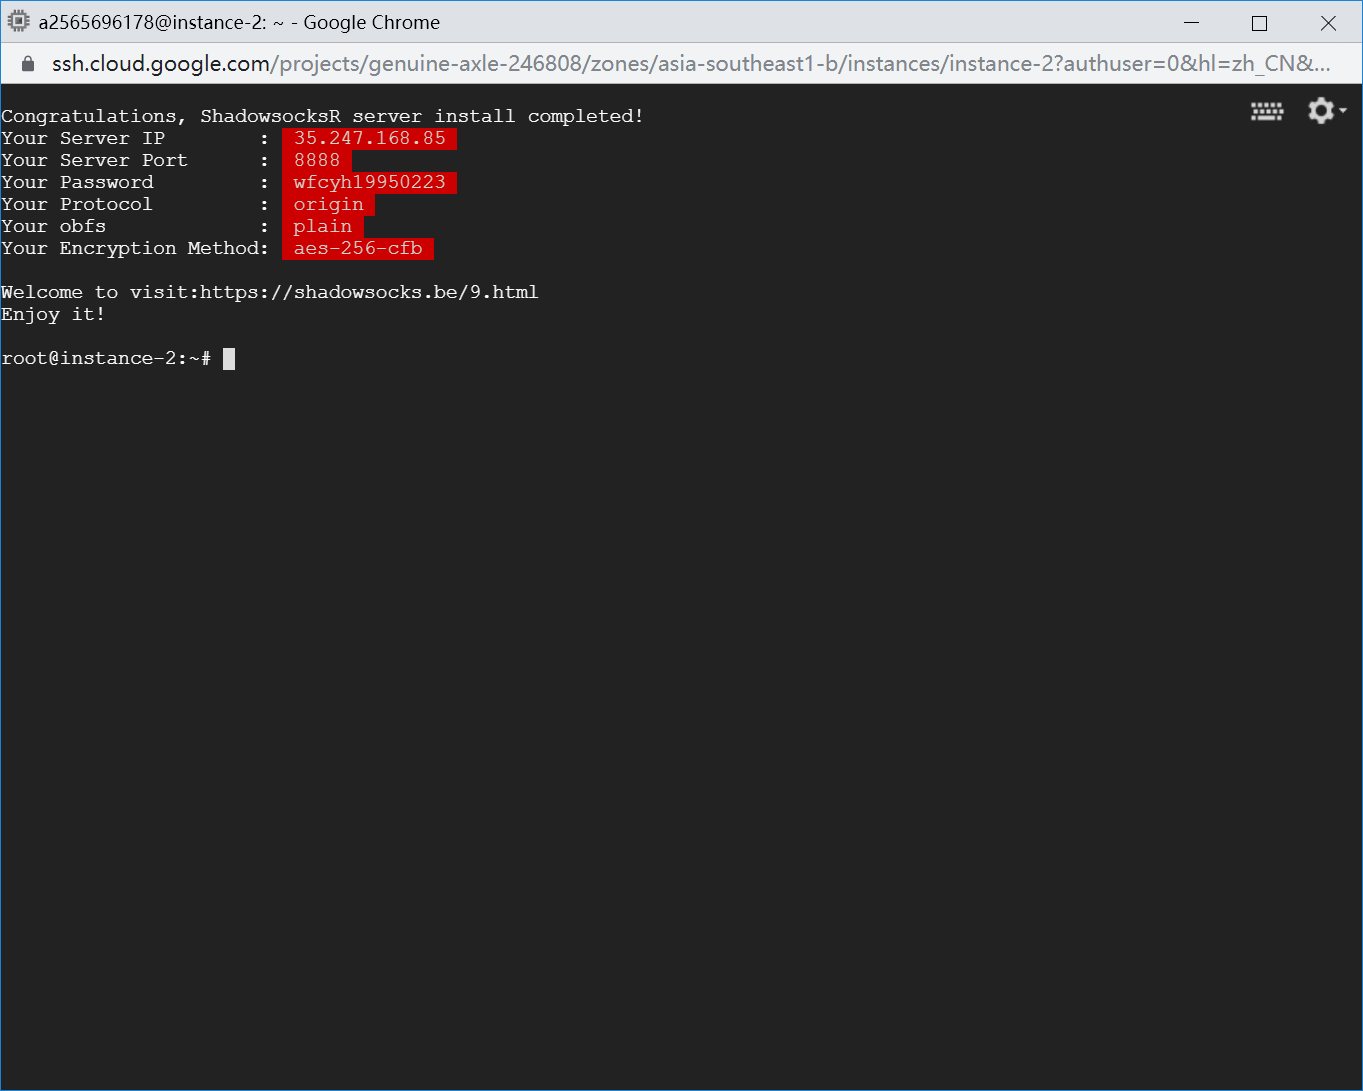 a2565696178@instance-2: ~ - Google Chrome
ssh.cloud.google.com/projects/genuine-axle-246808/zones/asia-southeast1-b/instances/instance-2?authuser=0&hl=zh_CN&...
Congratulations, ShadowsocksR server install completed!
Your Server IP        :  35.247.168.85
Your Server Port      :  8888
Your Password         :  wfcyh19950223
Your Protocol         :  origin
Your obfs             :  plain
Your Encryption Method:  aes-256-cfb
Welcome to visit:https://shadowsocks.be/9.html
Enjoy it!
root@instance-2:~#